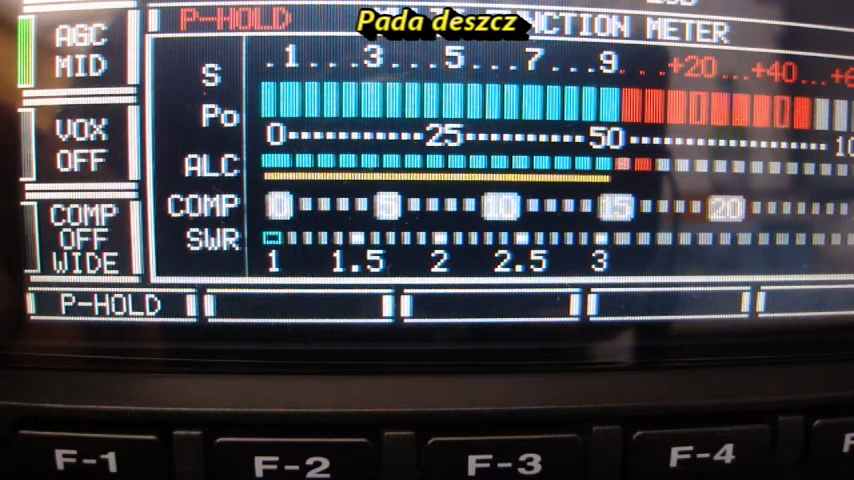 Pada deszcz
P-HOLD FUNCTION METER
AGC
MID
S .1...3...5...7...9...+20...+40...+6
Po
0 25 50 10
VOX
OFF
ALC
COMP 0 5 10 15 20
SWR
1 1.5 2 2.5 3
COMP
OFF
WIDE
P-HOLD
F-1 F-2 F-3 F-4